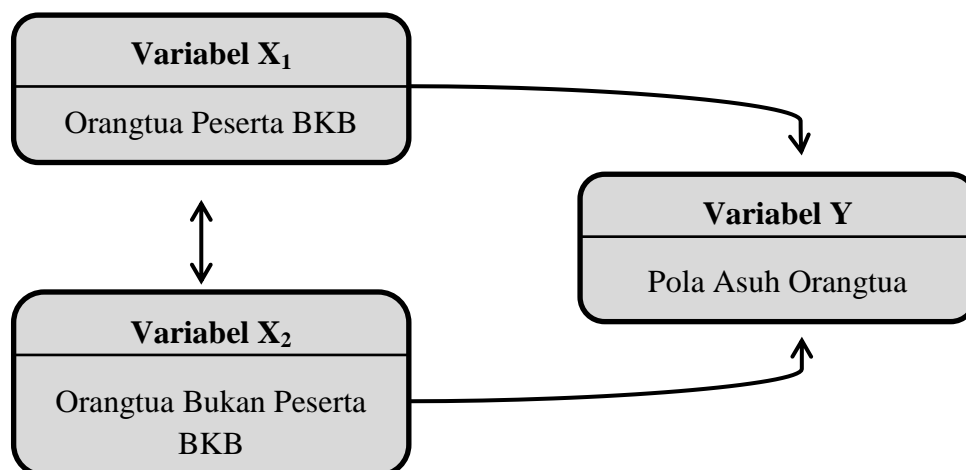 Variabel X₁
Orangtua Peserta BKB
Variabel Y
Pola Asuh Orangtua
Variabel X₂
Orangtua Bukan Peserta
BKB